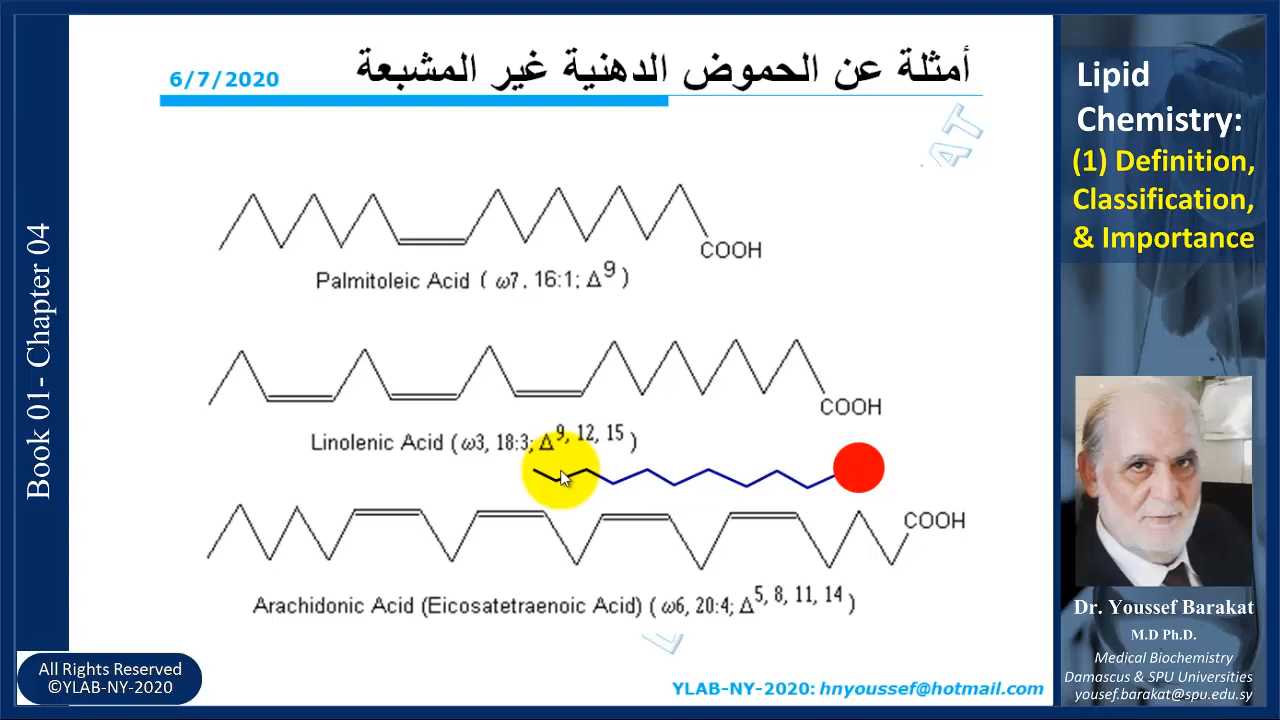 أمثلة عن الحموض الدهنية غير المشبعة
6/7/2020
COOH
Palmitoleic Acid ( ω7, 16:1; Δ9 )
COOH
Linolenic Acid ( ω3, 18:3; Δ9, 12, 15 )
COOH
Arachidonic Acid (Eicosatetraenoic Acid) ( ω6, 20:4; Δ5, 8, 11, 14 )
YLAB-NY-2020: hnyoussef@hotmail.com
Book 01- Chapter 04
All Rights Reserved
©YLAB-NY-2020
Lipid
Chemistry:
(1) Definition,
Classification,
& Importance
Dr. Youssef Barakat
M.D Ph.D.
Medical Biochemistry
Damascus & SPU Universities
yousef.barakat@spu.edu.sy